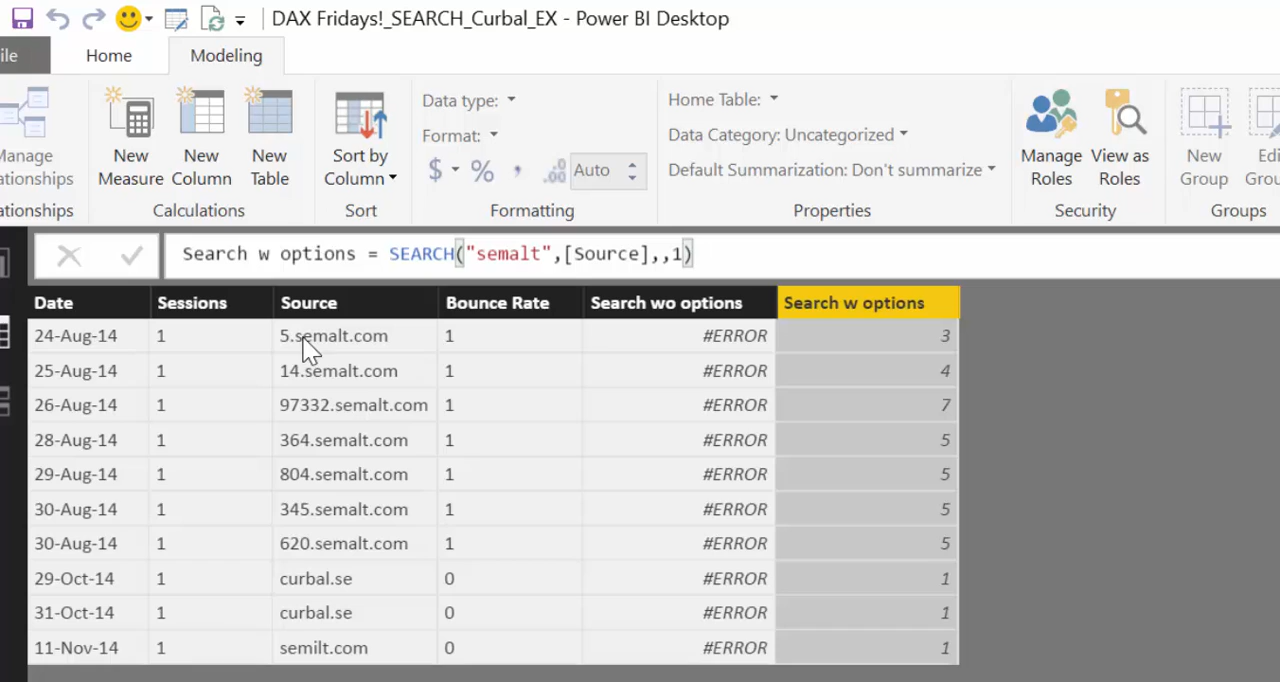 DAX Fridays!_SEARCH_Curbal_EX - Power BI Desktop
ile Home Modeling
Manage
ationships
ationships
New
Measure
New
Column
New
Table
Calculations
Sort by
Column
Sort
Data type:
Format:
$ % , .00 Auto
Formatting
Home Table:
Data Category: Uncategorized
Default Summarization: Don't summarize
Properties
Manage
Roles
View as
Roles
Security
New
Group
Edi
Grou
Groups
Search w options = SEARCH("semalt",[Source],,1)
Date Sessions Source Bounce Rate Search wo options Search w options
24-Aug-14 1 5.semalt.com 1 #ERROR 3
25-Aug-14 1 14.semalt.com 1 #ERROR 4
26-Aug-14 1 97332.semalt.com 1 #ERROR 7
28-Aug-14 1 364.semalt.com 1 #ERROR 5
29-Aug-14 1 804.semalt.com 1 #ERROR 5
30-Aug-14 1 345.semalt.com 1 #ERROR 5
30-Aug-14 1 620.semalt.com 1 #ERROR 5
29-Oct-14 1 curbal.se 0 #ERROR 1
31-Oct-14 1 curbal.se 0 #ERROR 1
11-Nov-14 1 semilt.com 0 #ERROR 1